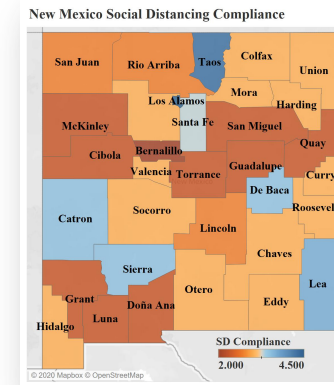 New Mexico Social Distancing Compliance
San Juan
Rio Arriba
Taos
Colfax
Union
Los Alamos
Mora
Harding
Santa Fe
McKinley
San Miguel
Quay
Bernalillo
Cibola
Valencia
Torrance
Guadalupe
Curry
De Baca
Catron
Socorro
Roosevel
Lincoln
Chaves
Sierra
Lea
Otero
Grant
Doña Ana
Eddy
Luna
Hidalgo
SD Compliance
2.000 4.500
© 2020 Mapbox © OpenStreetMap